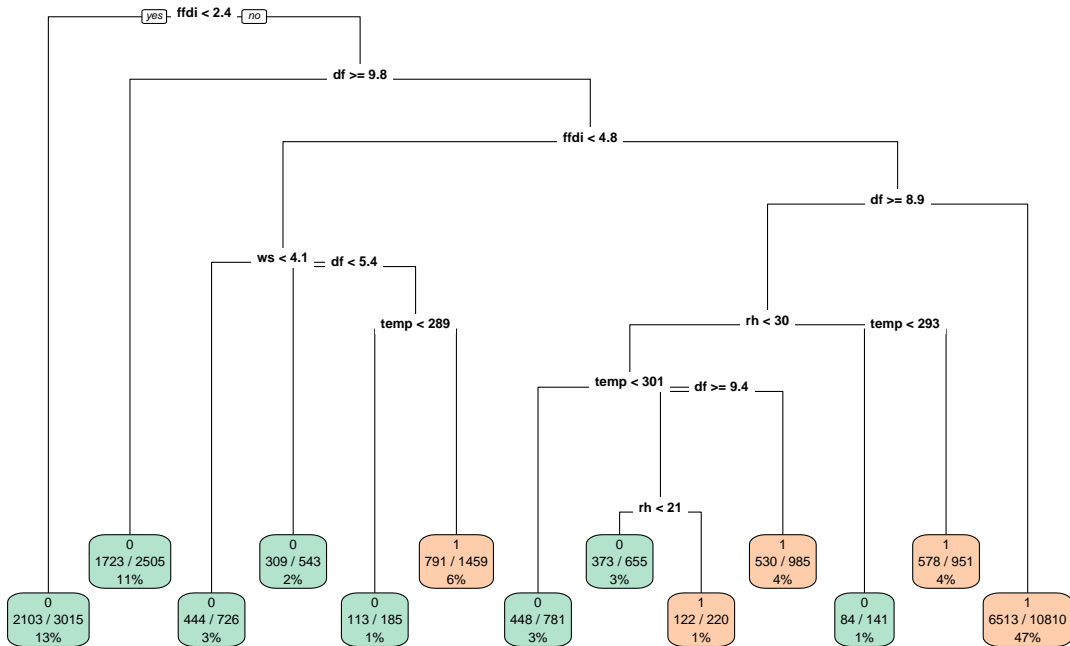 yes ffdi < 2.4 no
df >= 9.8
ffdi < 4.8
df >= 8.9
ws < 4.1 df < 5.4
temp < 289 rh < 30 temp < 293
temp < 301 df >= 9.4
rh < 21
0 0 1 0 1 1
1723 / 2505 309 / 543 791 / 1459 373 / 655 530 / 985 578 / 951
11% 2% 6% 3% 4% 4%
0 0 0 0 1 0 1
2103 / 3015 444 / 726 113 / 185 448 / 781 122 / 220 84 / 141 6513 / 10810
13% 3% 1% 3% 1% 1% 47%